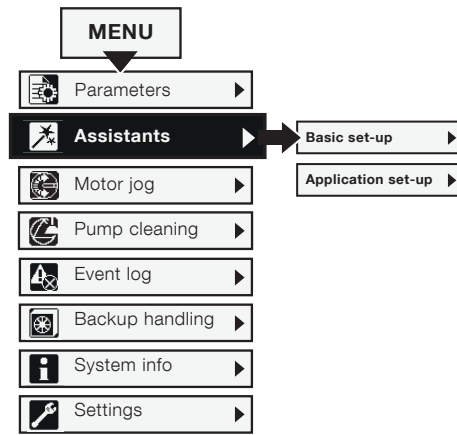 MENU
Parameters
Assistants
Basic set-up
Application set-up
Motor jog
Pump cleaning
Event log
Backup handling
System info
Settings